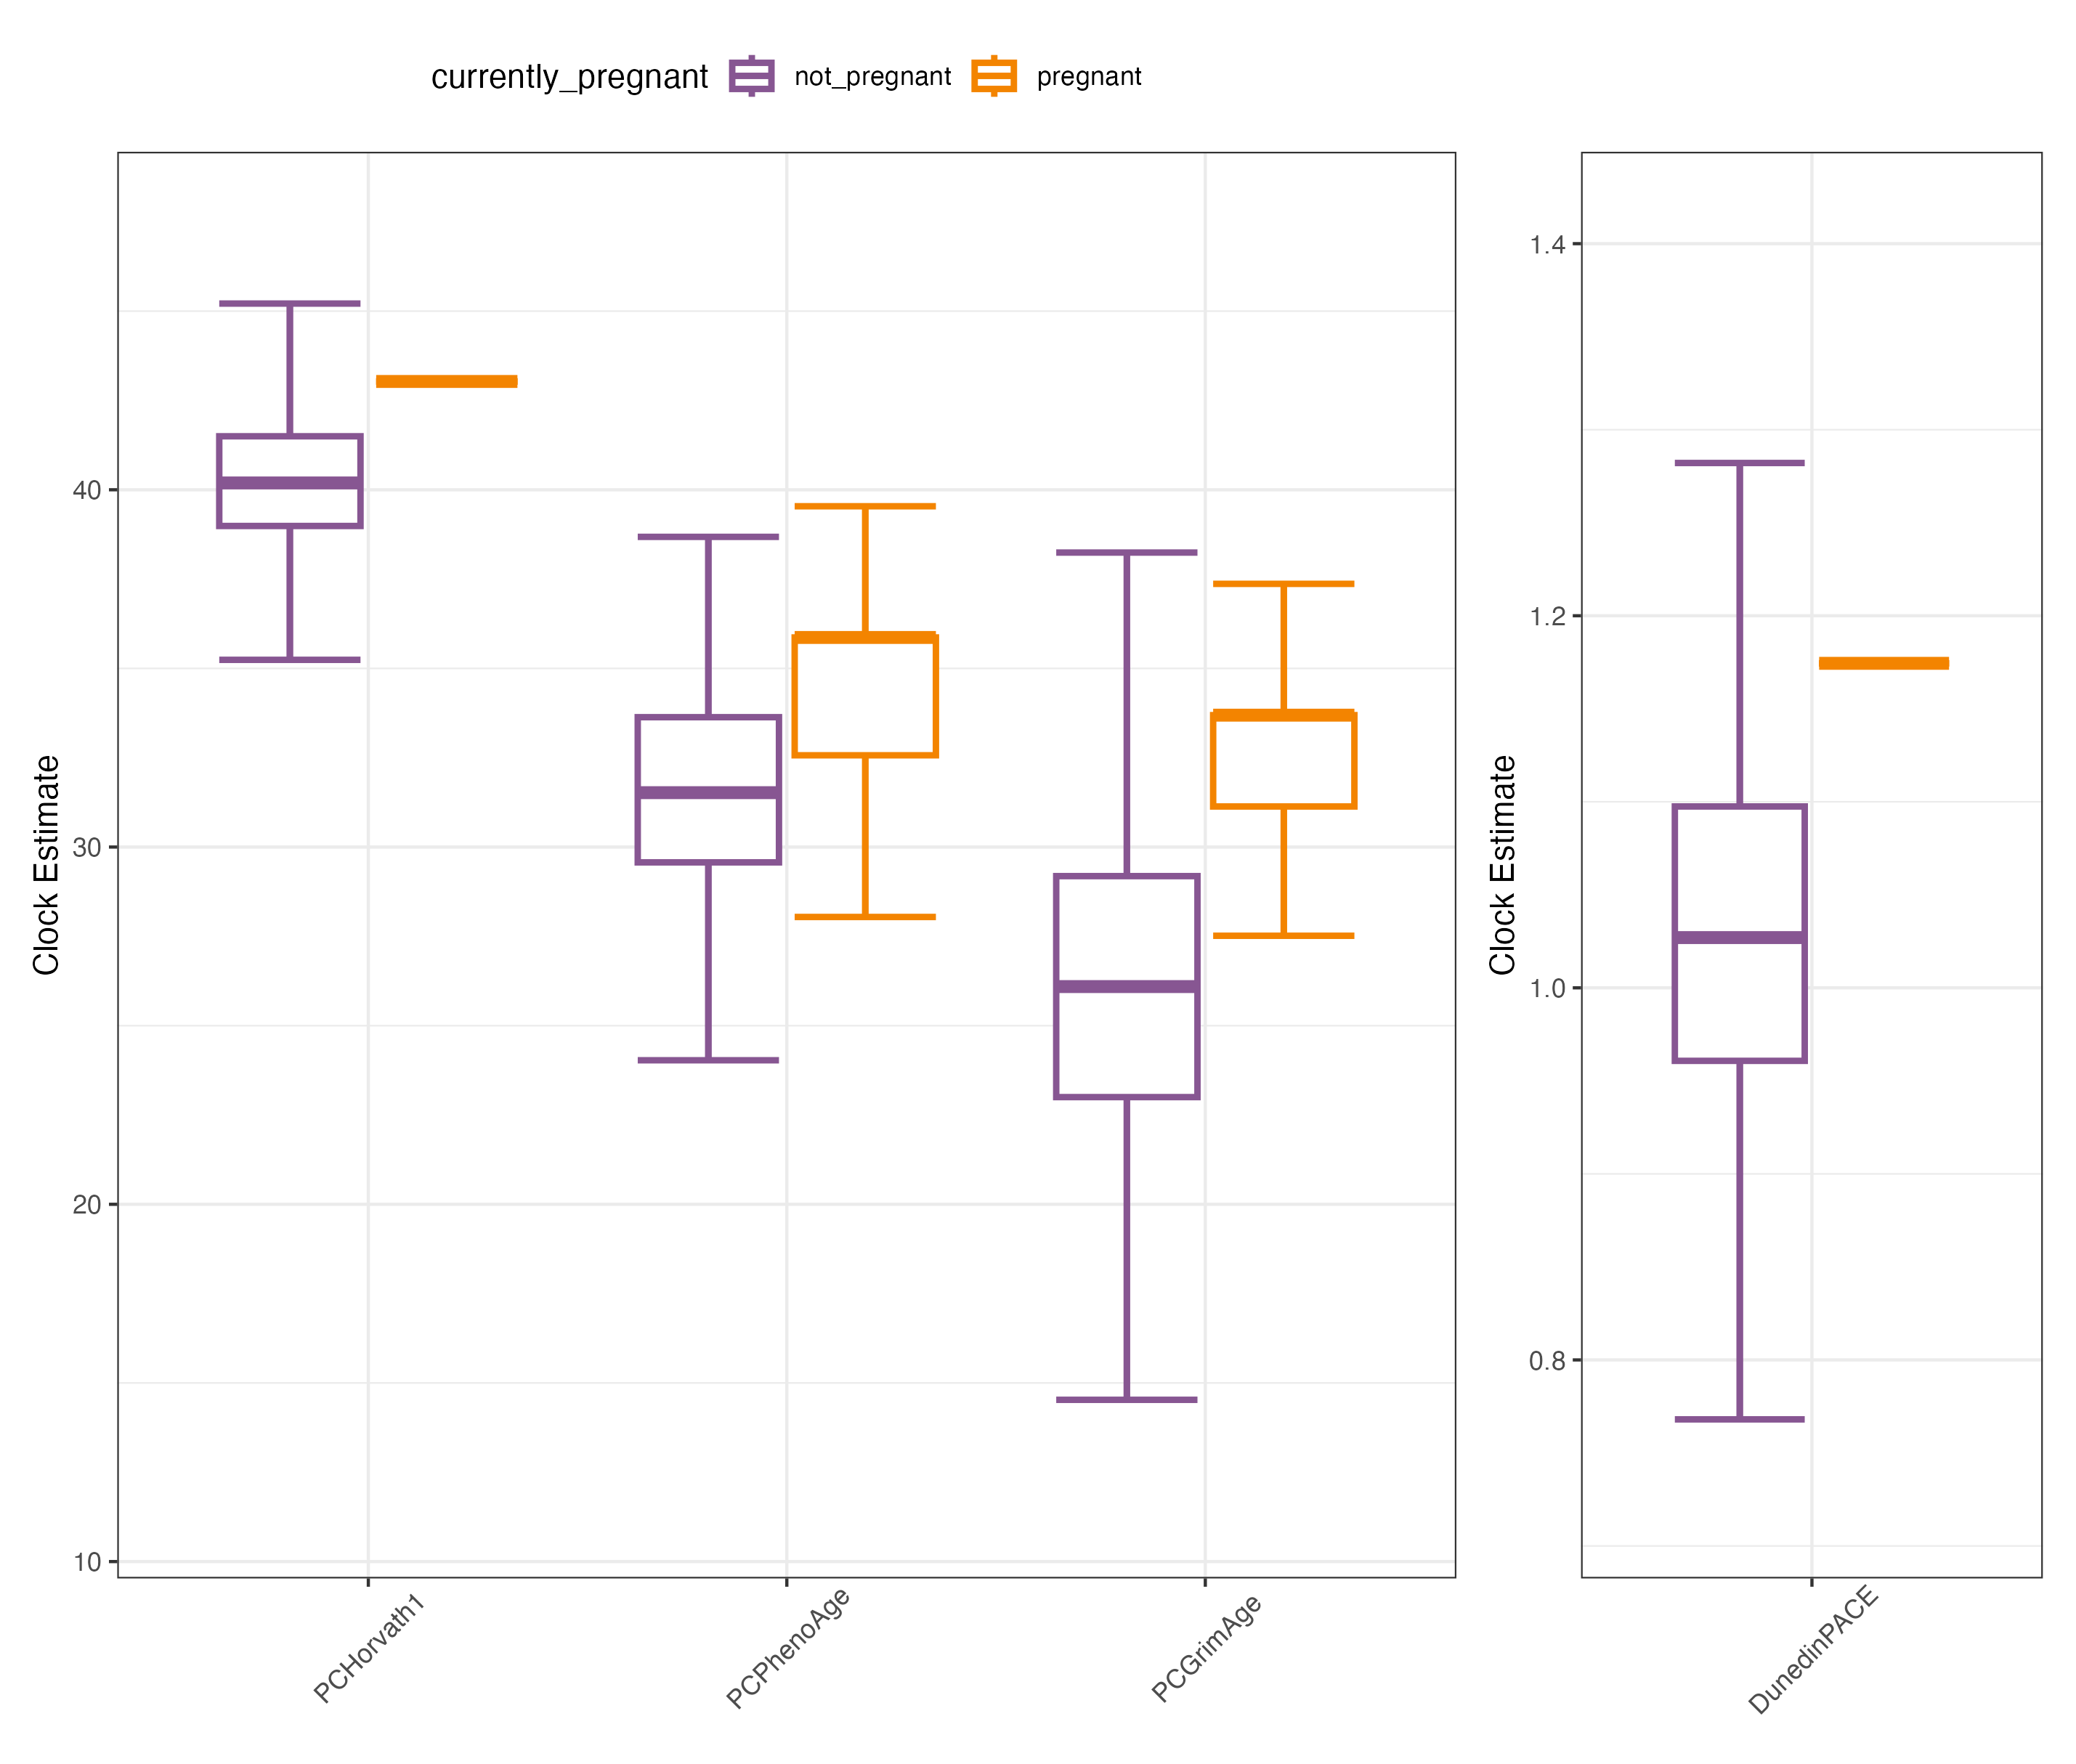 currently_pregnant not_pregnant pregnant
Clock Estimate
40
30
20
10
PCHorvath1
PCPhenoAge
PCGrimAge
Clock Estimate
1.4
1.2
1.0
0.8
DunedinPACE